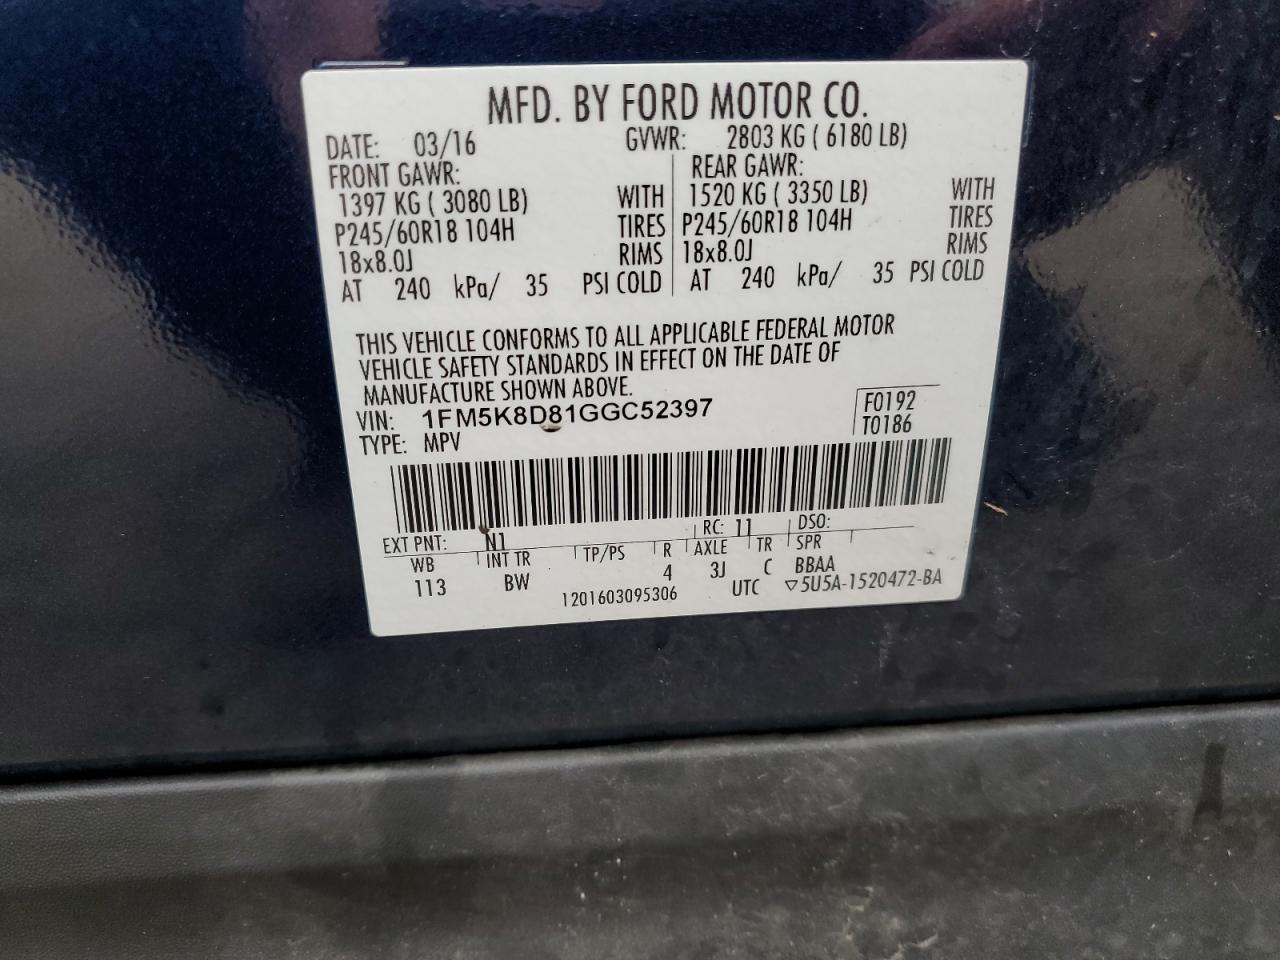 MFD. BY FORD MOTOR CO.
DATE: 03/16 GVWR: 2803 KG ( 6180 LB)
FRONT GAWR: REAR GAWR:
1397 KG ( 3080 LB) WITH 1520 KG ( 3350 LB) WITH
P245/60R18 104H TIRES P245/60R18 104H TIRES
18x8.0J RIMS 18x8.0J RIMS
AT 240 kPa/ 35 PSI COLD AT 240 kPa/ 35 PSI COLD
THIS VEHICLE CONFORMS TO ALL APPLICABLE FEDERAL MOTOR
VEHICLE SAFETY STANDARDS IN EFFECT ON THE DATE OF
MANUFACTURE SHOWN ABOVE.
VIN: 1FM5K8D81GGC52397 F0192
TYPE: MPV T0186
EXT PNT: N1 RC: 11 DSO:
WB INT TR TP/PS R AXLE TR SPR
113 BW 4 3J C BBAA
1201603095306 UTC ▽5U5A-1520472-BA